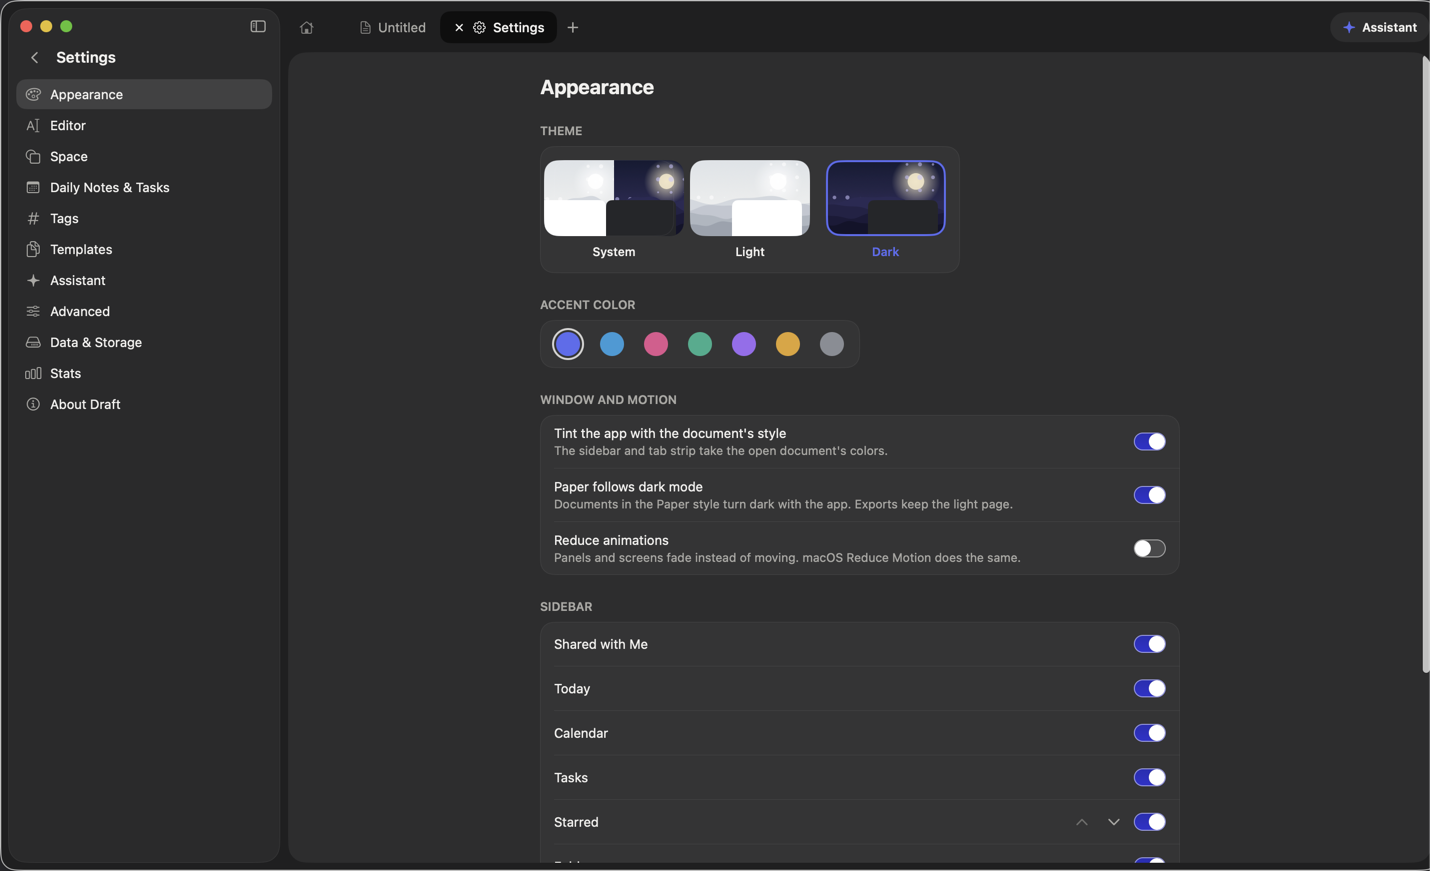 Untitled
Settings
Assistant
Settings
Appearance
Editor
Space
Daily Notes & Tasks
Tags
Templates
Assistant
Advanced
Data & Storage
Stats
About Draft
Appearance
THEME
System
Light
Dark
ACCENT COLOR
WINDOW AND MOTION
Tint the app with the document's style
The sidebar and tab strip take the open document's colors.
Paper follows dark mode
Documents in the Paper style turn dark with the app. Exports keep the light page.
Reduce animations
Panels and screens fade instead of moving. macOS Reduce Motion does the same.
SIDEBAR
Shared with Me
Today
Calendar
Tasks
Starred